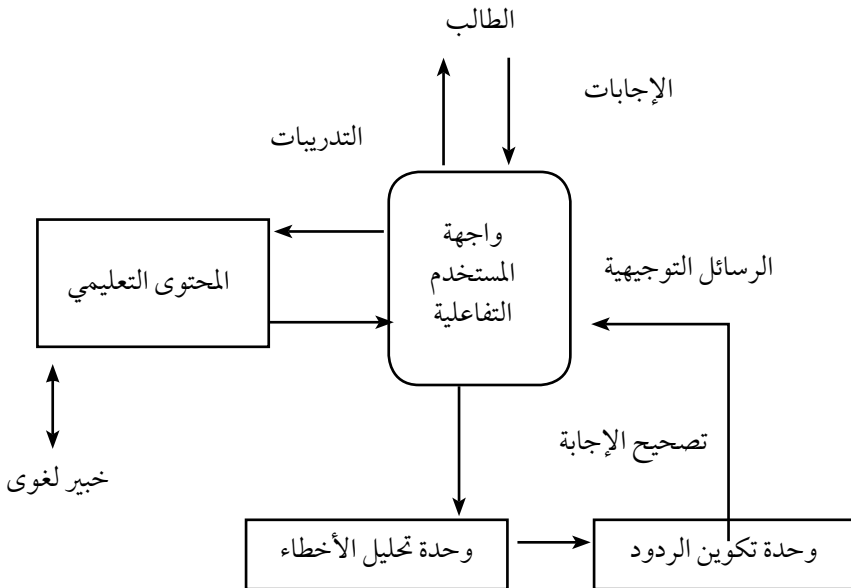 الطالب
الإجابات
التدريبات
واجهة
المستخدم
التفاعلية
المحتوى التعليمي
الرسائل التوجيهية
تصحيح الإجابة
خبير لغوى
وحدة تحليل الأخطاء
وحدة تكوين الردود